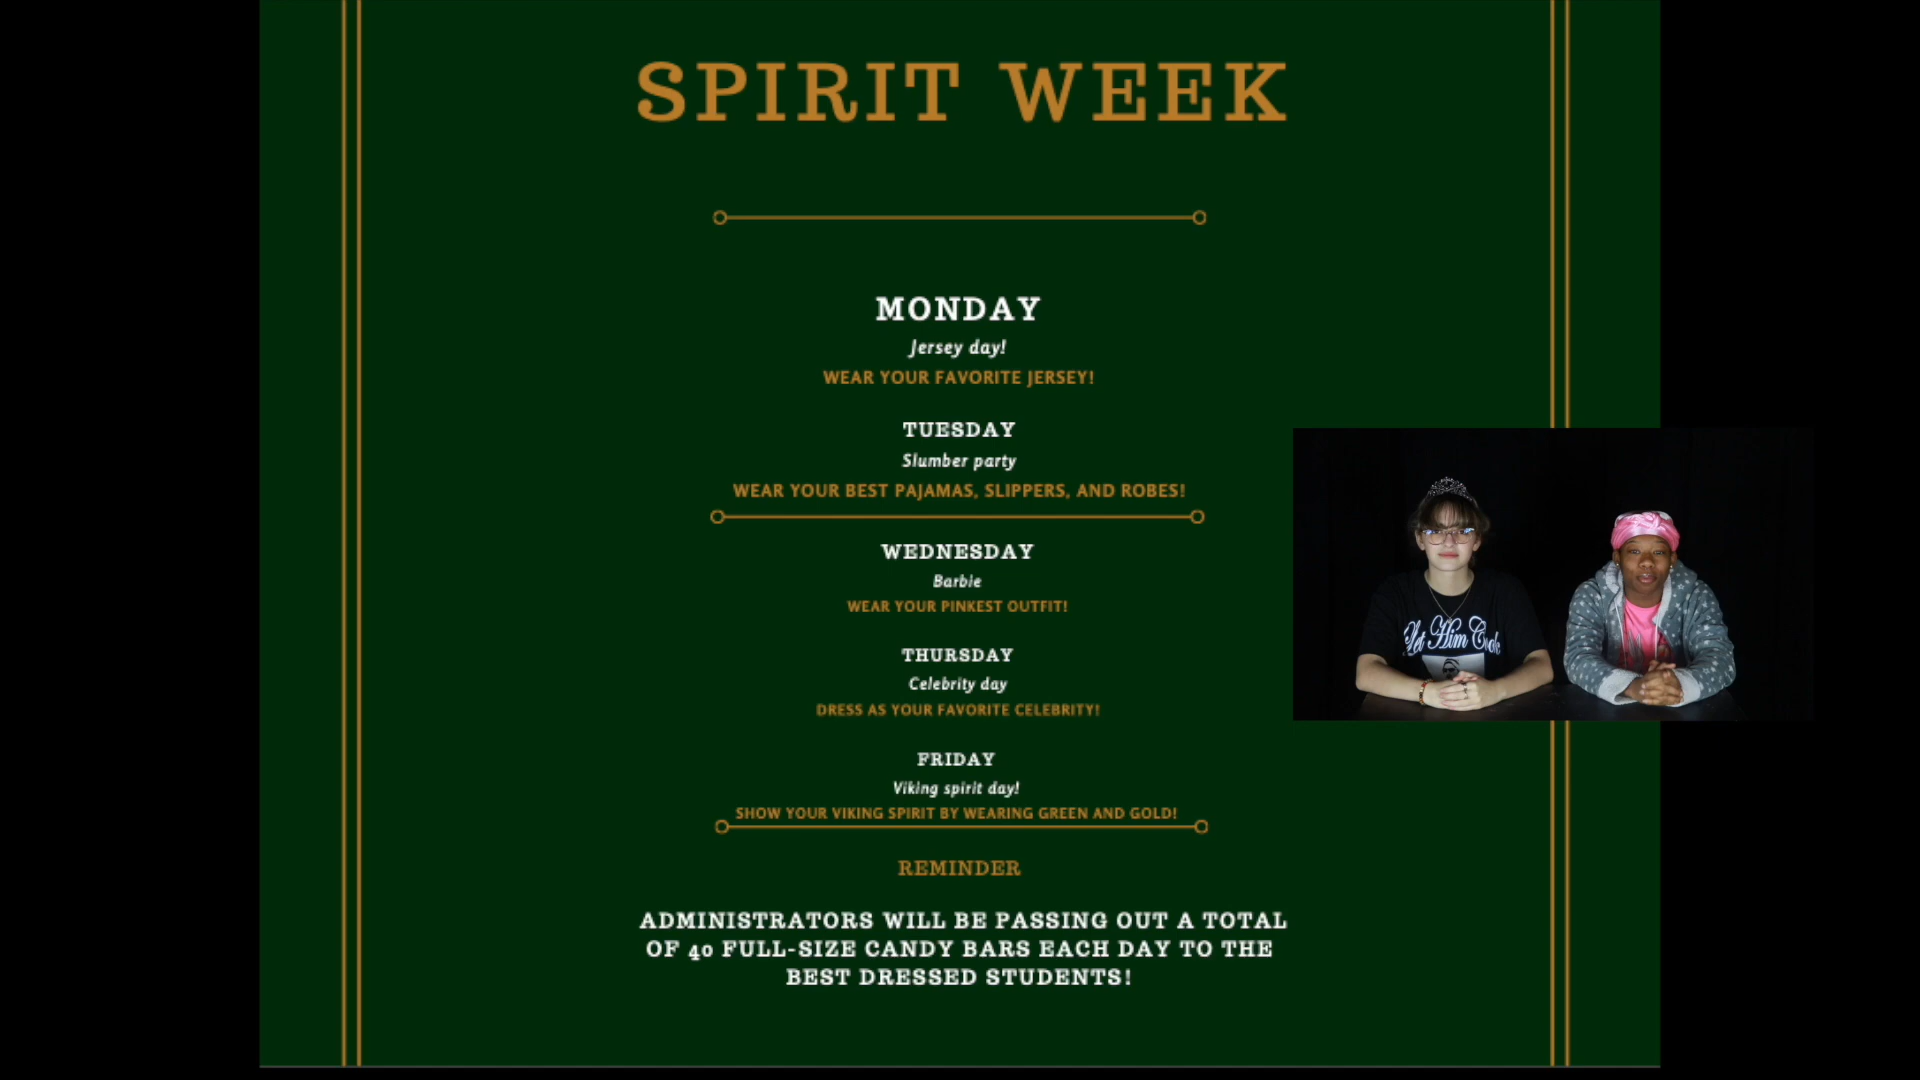 SPIRIT WEEK
MONDAY
Jersey day!
WEAR YOUR FAVORITE JERSEY!
TUESDAY
Slumber party
WEAR YOUR BEST PAJAMAS, SLIPPERS, AND ROBES!
WEDNESDAY
Barbie
WEAR YOUR PINKEST OUTFIT!
THURSDAY
Celebrity day
DRESS AS YOUR FAVORITE CELEBRITY!
FRIDAY
Viking spirit day!
SHOW YOUR VIKING SPIRIT BY WEARING GREEN AND GOLD!
REMINDER
ADMINISTRATORS WILL BE PASSING OUT A TOTAL
OF 40 FULL-SIZE CANDY BARS EACH DAY TO THE
BEST DRESSED STUDENTS!
Let Him Cook